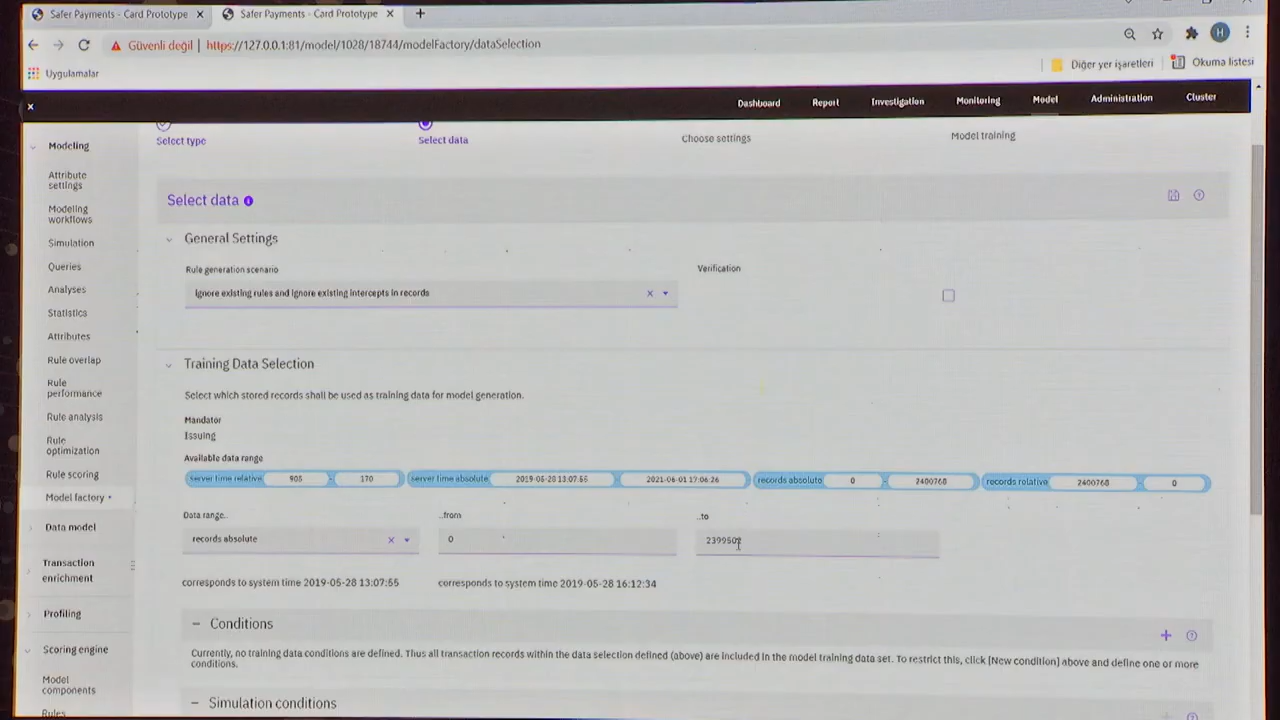 Safer Payments - Card Prototype × Safer Payments - Card Prototype × +
Güvenli değil | https://127.0.0.1:81/model/1028/18744/modelFactory/dataSelection
H
Uygulamalar Diğer yer işaretleri Okuma listesi
× Dashboard Report Investigation Monitoring Model Administration Cluster
Select type Select data Choose settings Model training
Modeling
Attribute settings
Modeling workflows
Simulation
Queries
Analyses
Statistics
Attributes
Rule overlap
Rule performance
Rule analysis
Rule optimization
Rule scoring
Model factory
Data model
Transaction enrichment
Profiling
Scoring engine
Model components
Rules
Select data
General Settings
Rule generation scenario Verification
Ignore existing rules and ignore existing intercepts in records
Training Data Selection
Select which stored records shall be used as training data for model generation.
Mandator
Issuing
Available data range
server time relative 905 - 170 server time absolute 2019-05-28 13:07:55 - 2021-06-01 17:06:26 records absolute 0 - 2400768 records relative 2400768 - 0
Data range.. ..from ..to
records absolute 0 2399502
corresponds to system time 2019-05-28 13:07:55 corresponds to system time 2019-05-28 16:12:34
− Conditions
Currently, no training data conditions are defined. Thus all transaction records within the data selection defined (above) are included in the model training data set. To restrict this, click [New condition] above and define one or more
conditions.
− Simulation conditions